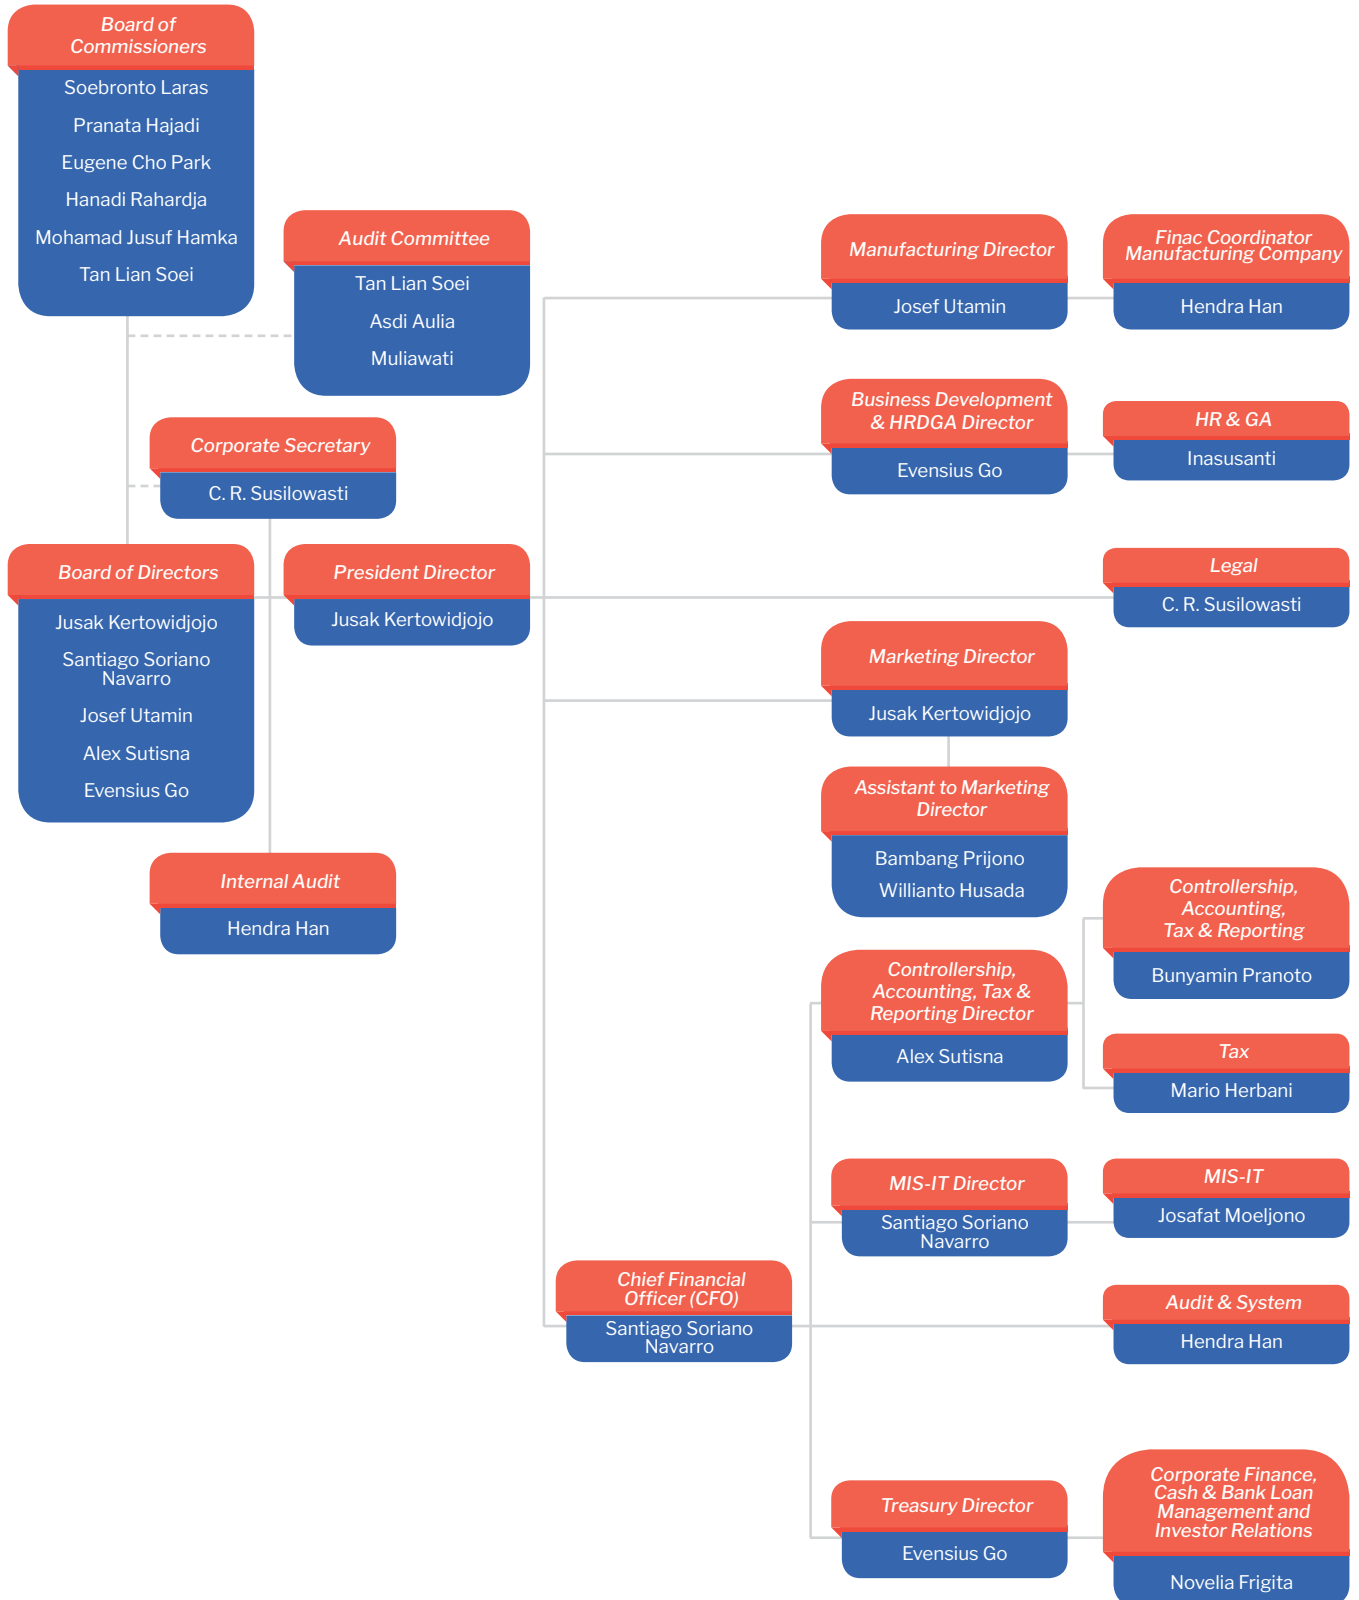 Board of
Commissioners
Soebronto Laras
Pranata Hajadi
Eugene Cho Park
Hanadi Rahardja
Mohamad Jusuf Hamka
Tan Lian Soei
Audit Committee
Tan Lian Soei
Asdi Aulia
Muliawati
Corporate Secretary
C. R. Susilowasti
Board of Directors
Jusak Kertowidjojo
Santiago Soriano
Navarro
Josef Utamin
Alex Sutisna
Evensius Go
President Director
Jusak Kertowidjojo
Internal Audit
Hendra Han
Manufacturing Director
Josef Utamin
Finac Coordinator
Manufacturing Company
Hendra Han
Business Development
& HRDGA Director
Evensius Go
HR & GA
Inasusanti
Legal
C. R. Susilowasti
Marketing Director
Jusak Kertowidjojo
Assistant to Marketing
Director
Bambang Prijono
Willianto Husada
Controllership,
Accounting, Tax &
Reporting Director
Alex Sutisna
Controllership,
Accounting,
Tax & Reporting
Bunyamin Pranoto
Tax
Mario Herbani
MIS-IT Director
Santiago Soriano
Navarro
MIS-IT
Josafat Moeljono
Chief Financial
Officer (CFO)
Santiago Soriano
Navarro
Audit & System
Hendra Han
Treasury Director
Evensius Go
Corporate Finance,
Cash & Bank Loan
Management and
Investor Relations
Novelia Frigita